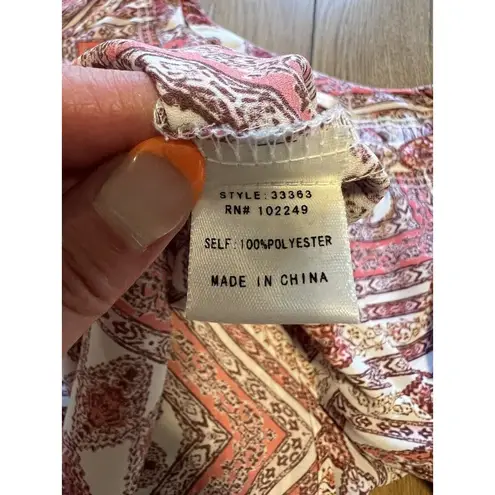 STYLE: 33363
RN# 102249
SELF: 100%POLYESTER
MADE IN CHINA